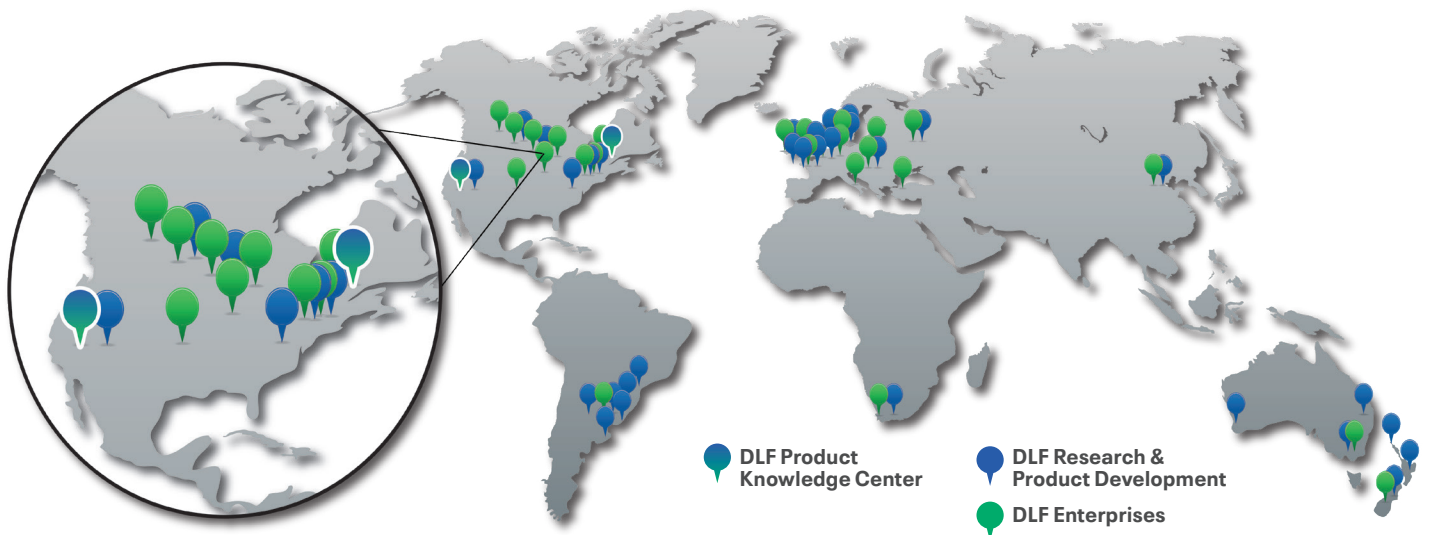 DLF Product
Knowledge Center
DLF Research &
Product Development
DLF Enterprises